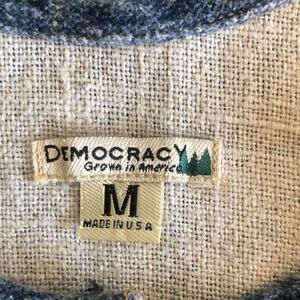 DEMOCRACY
Grown in America
M
MADE IN U S A